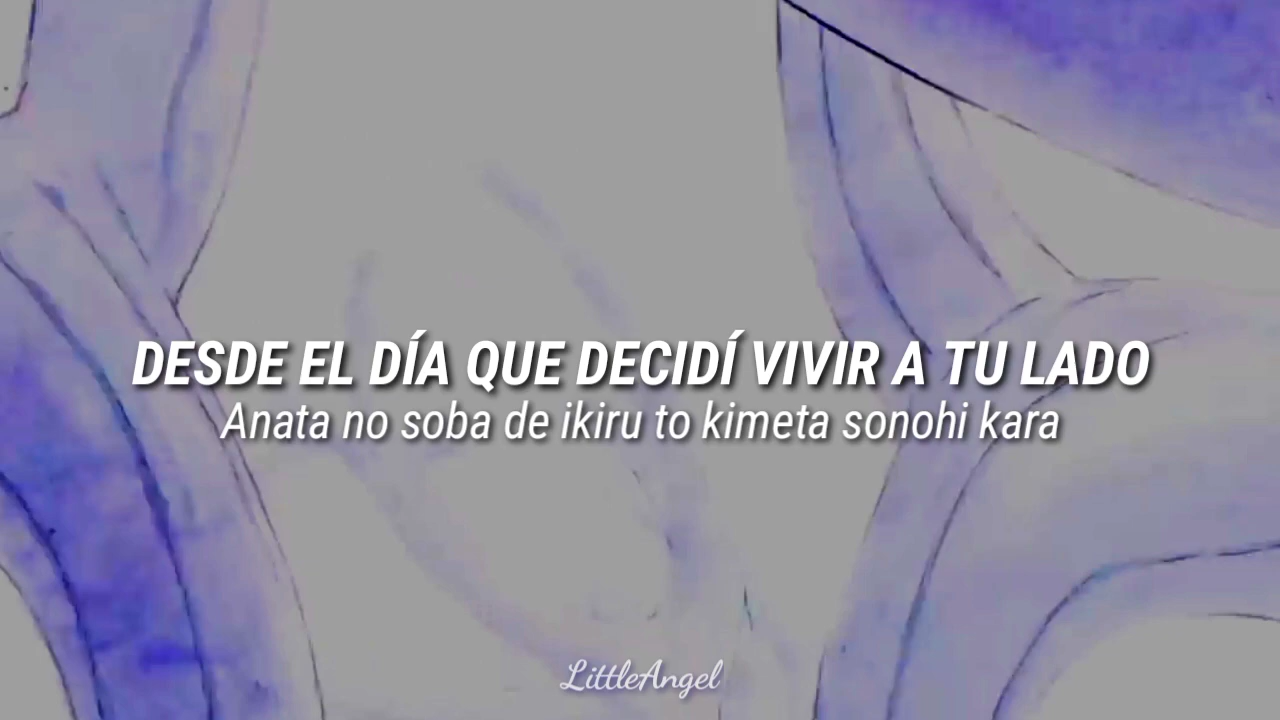 DESDE EL DÍA QUE DECIDÍ VIVIR A TU LADO
Anata no soba de ikiru to kimeta sonohi kara
LittleAngel